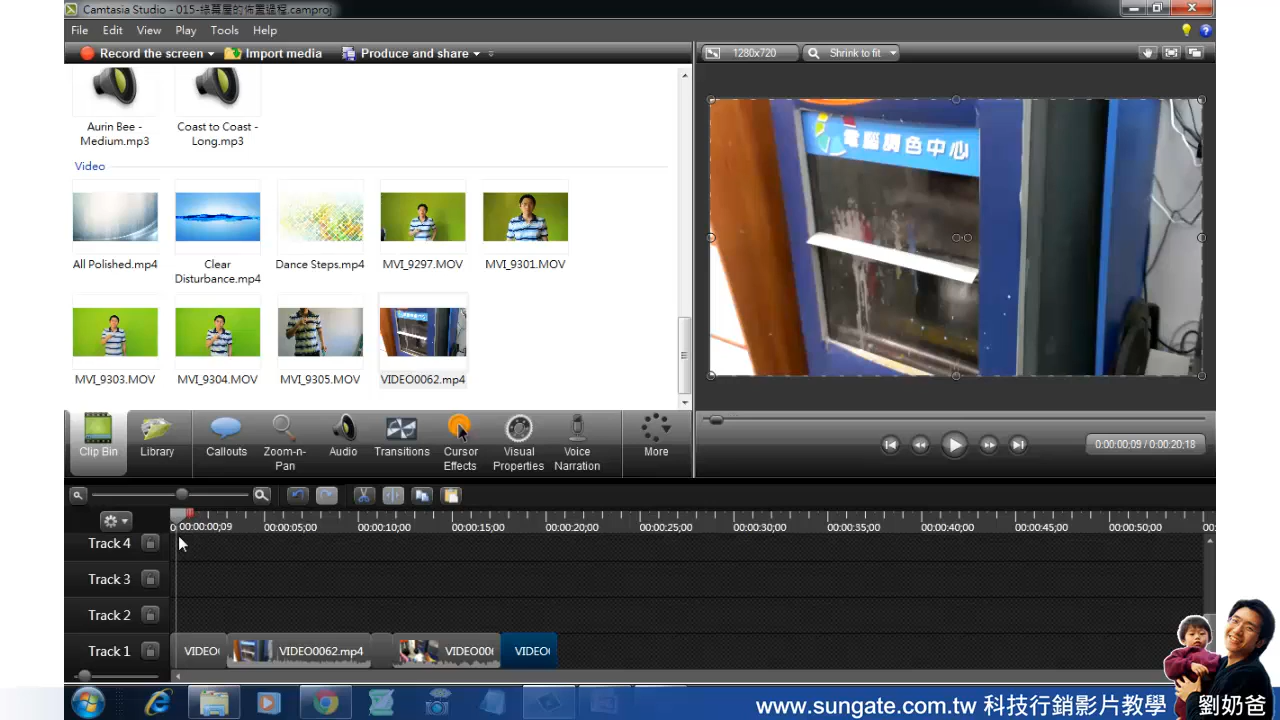 Camtasia Studio - 015-綠幕屋的佈置過程.camproj
File Edit View Play Tools Help
Record the screen Import media Produce and share
1280x720 Shrink to fit
Aurin Bee - Medium.mp3
Coast to Coast - Long.mp3
Video
All Polished.mp4
Clear Disturbance.mp4
Dance Steps.mp4
MVI_9297.MOV
MVI_9301.MOV
MVI_9303.MOV
MVI_9304.MOV
MVI_9305.MOV
VIDEO0062.mp4
電腦調色中心
Clip Bin
Library
Callouts
Zoom-n-Pan
Audio
Transitions
Cursor Effects
Visual Properties
Voice Narration
More
0:00:00;09 / 0:00:20;18
00:00:00;09 00:00:05;00 00:00:10;00 00:00:15;00 00:00:20;00 00:00:25;00 00:00:30;00 00:00:35;00 00:00:40;00 00:00:45;00 00:00:50;00
Track 4
Track 3
Track 2
Track 1
VIDEO VIDEO0062.mp4 VIDEO00 VIDEO
www.sungate.com.tw 科技行銷影片教學
劉奶爸